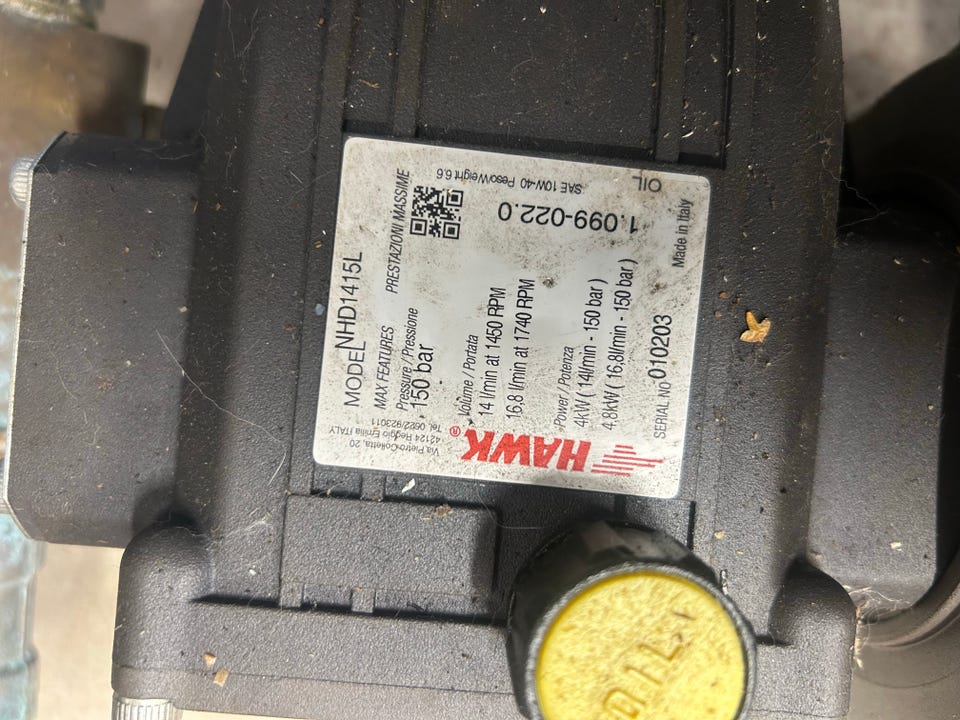 MODEL NHD1415L
MAX FEATURES PRESTAZIONI MASSIME
Pressure / Pressione
150 bar
Volume / Portata
14 l/min at 1450 RPM
16,8 l/min at 1740 RPM
Power / Potenza
4kW ( 14l/min - 150 bar )
4.8kW ( 16,8l/min - 150 bar )
SERIAL NO 010203
Made in Italy
HAWK®
Via Pietro Colletta, 20
42124 Reggio Emilia ITALY
Tel. 0522/923011
OIL
SAE 10W-40 Peso/Weight 6.6
1.099-022.0
OIL